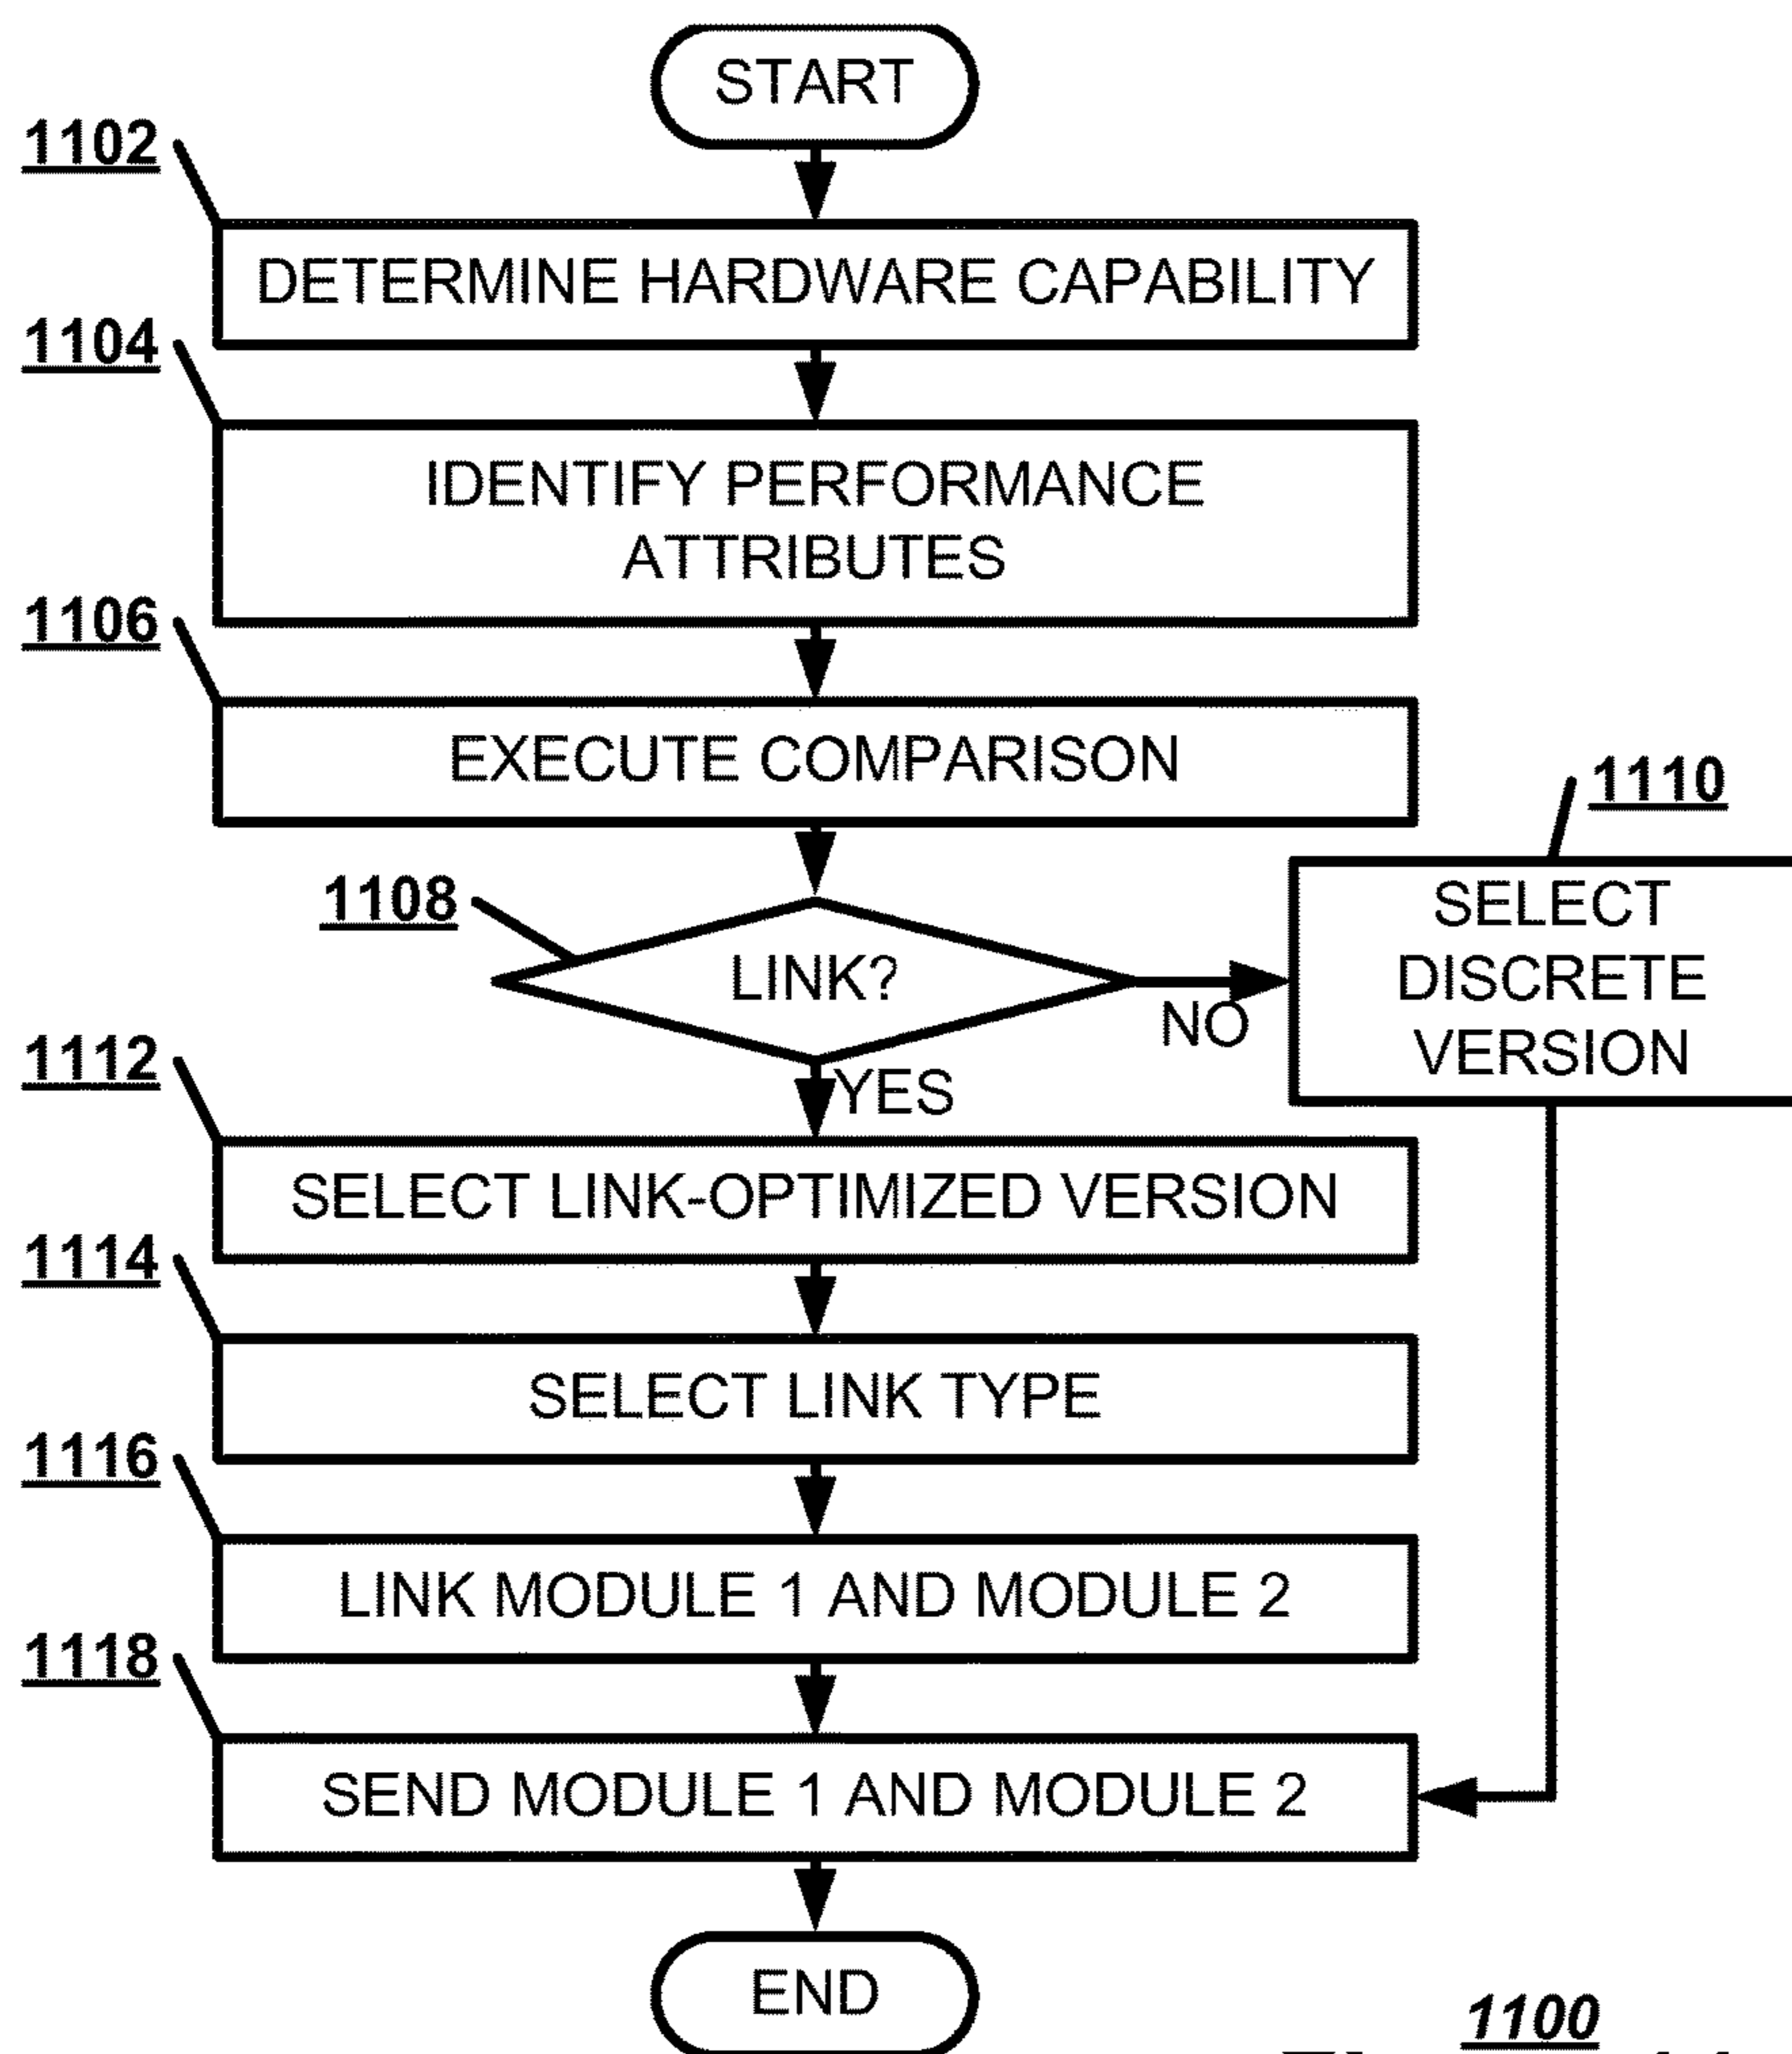 START
1102
DETERMINE HARDWARE CAPABILITY
1104
IDENTIFY PERFORMANCE
ATTRIBUTES
1106
EXECUTE COMPARISON
1110
SELECT
DISCRETE
VERSION
1108
LINK?
NO
YES
1112
SELECT LINK-OPTIMIZED VERSION
1114
SELECT LINK TYPE
1116
LINK MODULE 1 AND MODULE 2
1118
SEND MODULE 1 AND MODULE 2
END
1100